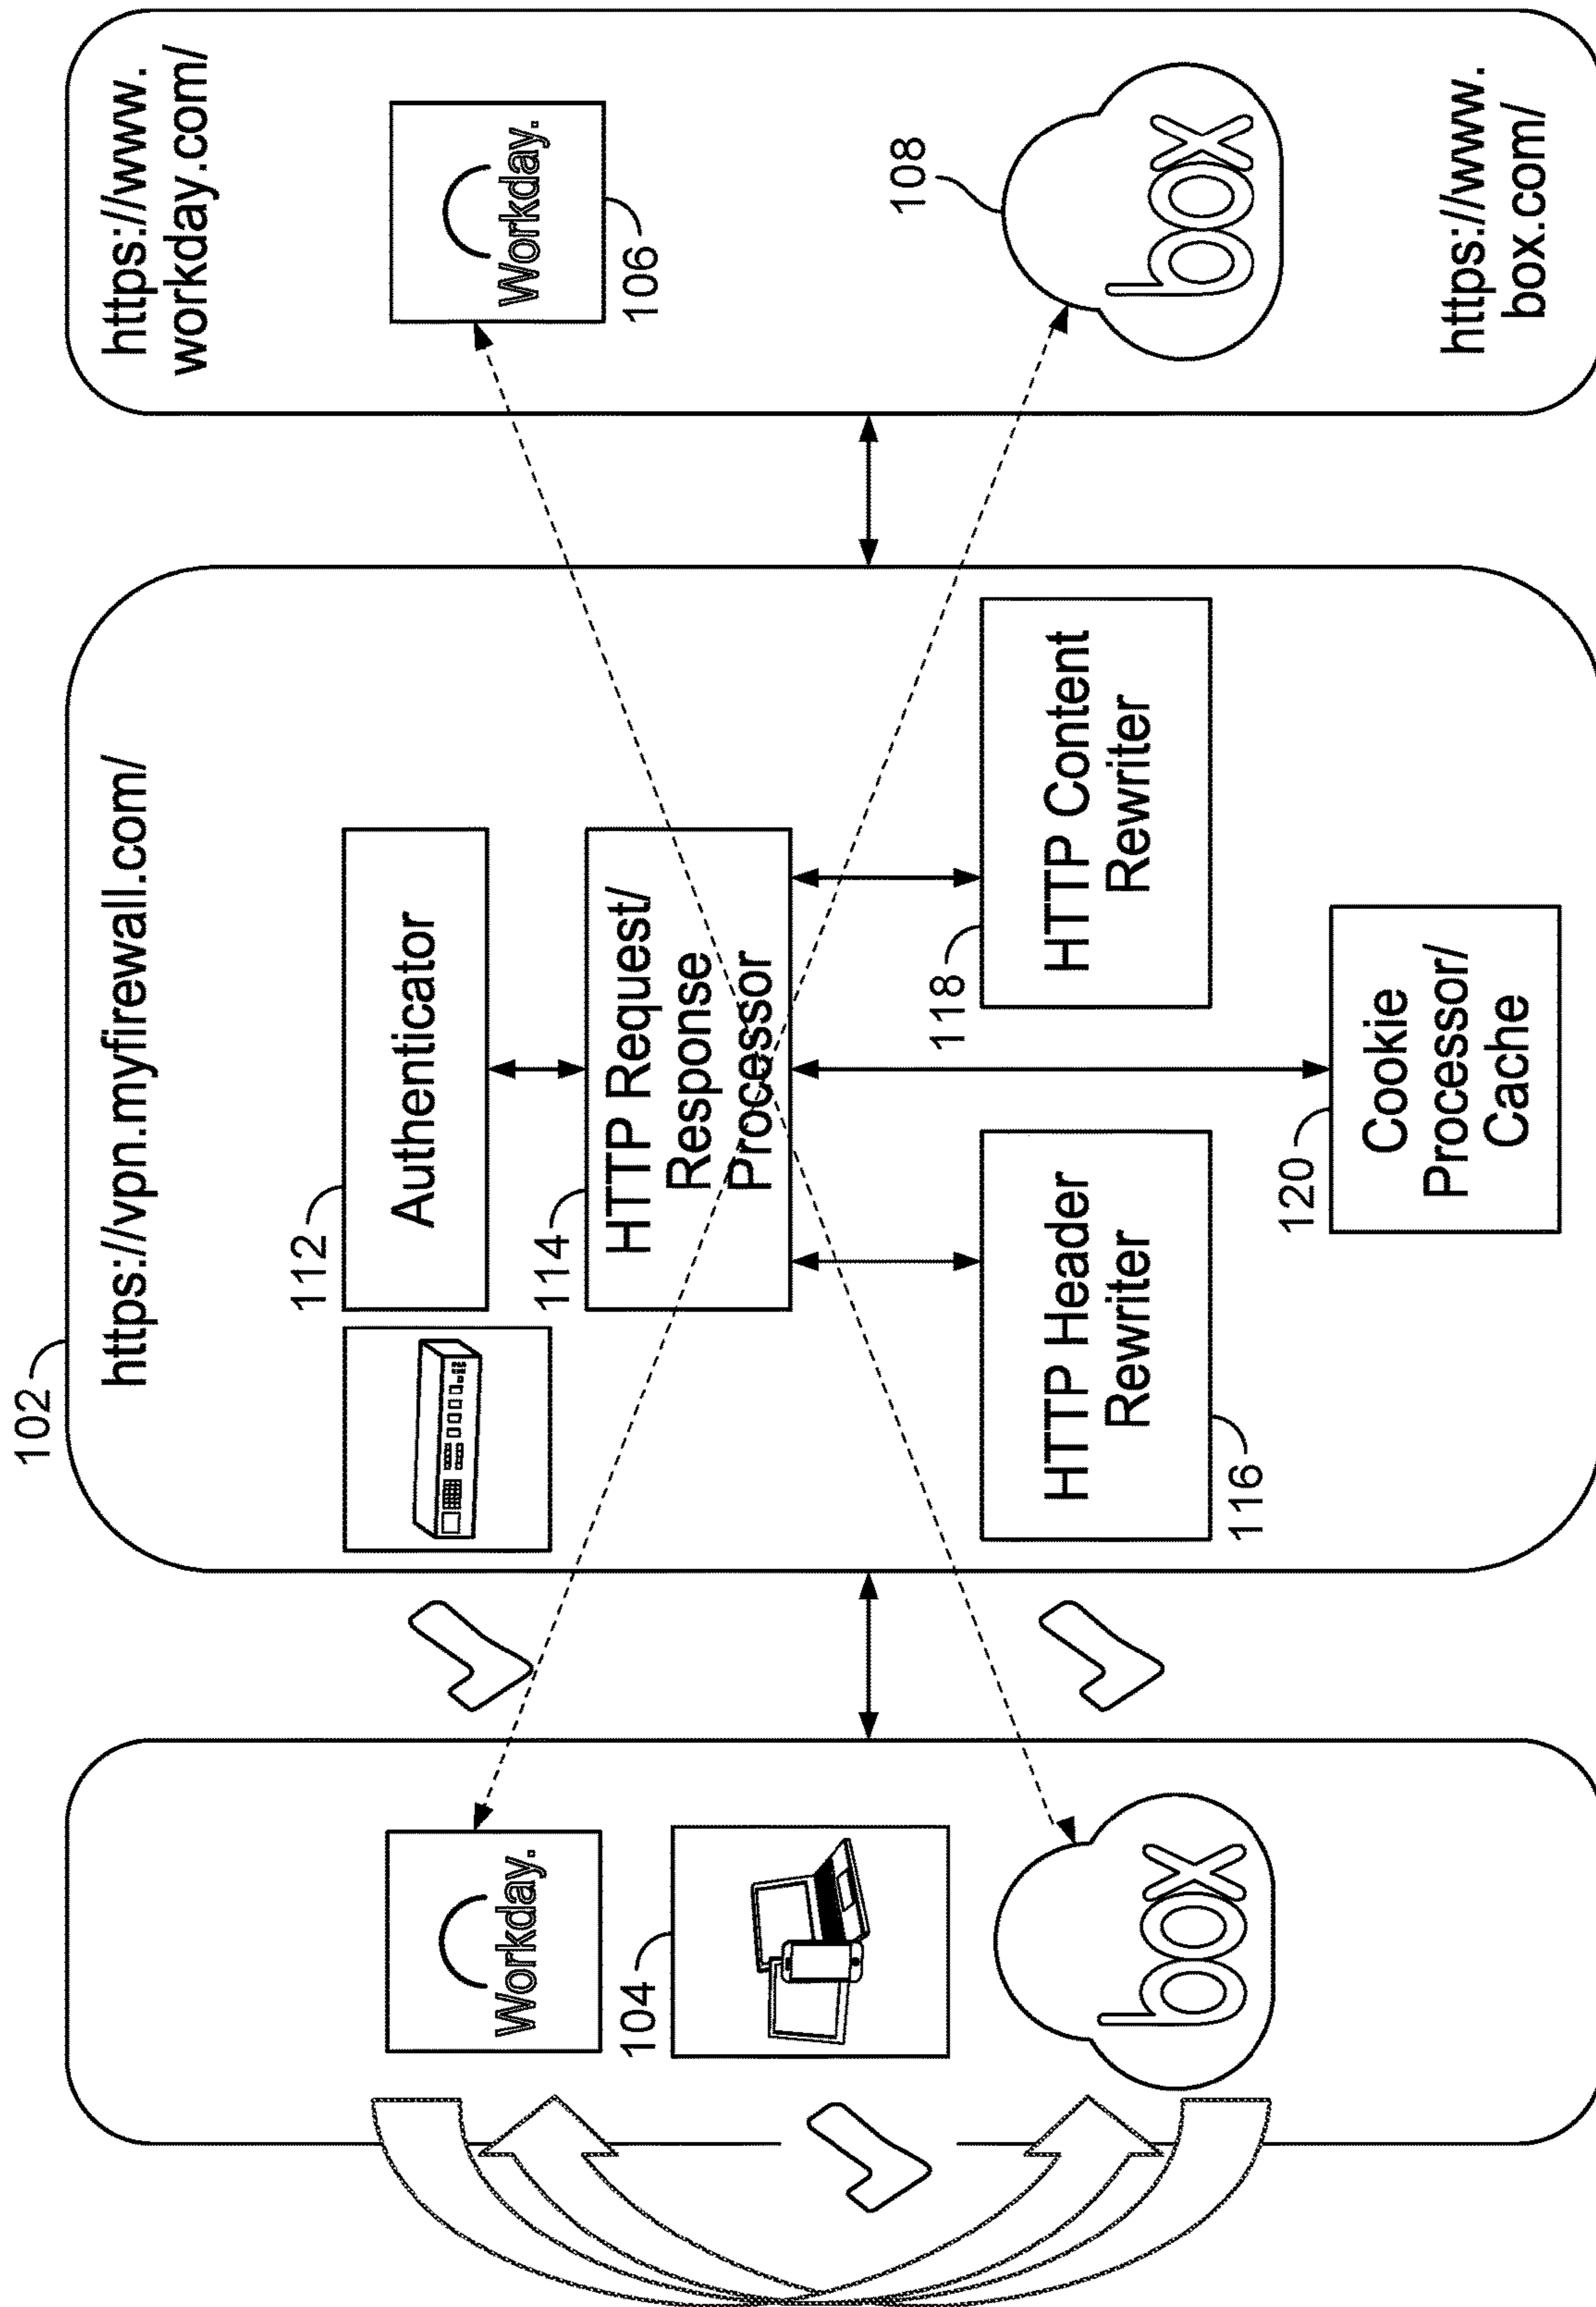 102
https://vpn.myfirewall.com/
112
Authenticator
114
HTTP Request/
Response
Processor
116
HTTP Header
Rewriter
118
HTTP Content
Rewriter
120
Cookie
Processor/
Cache
Workday.
104
box
https://www.
workday.com/
Workday.
106
108
box
https://www.
box.com/